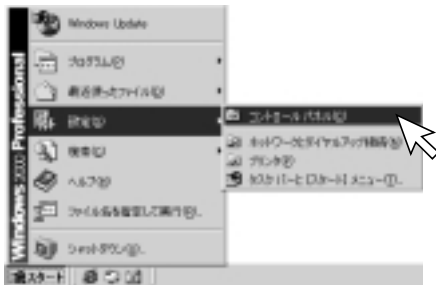 Windows Update
プログラム(P)
最近使ったファイル(D)
設定(S)
検索(C)
ヘルプ(H)
ファイル名を指定して実行(R)...
シャットダウン(U)...
コントロール パネル(C)
ネットワークとダイヤルアップ接続(N)
プリンタ(P)
タスク バーと [スタート] メニュー(T)...
Windows 2000 Professional
スタート